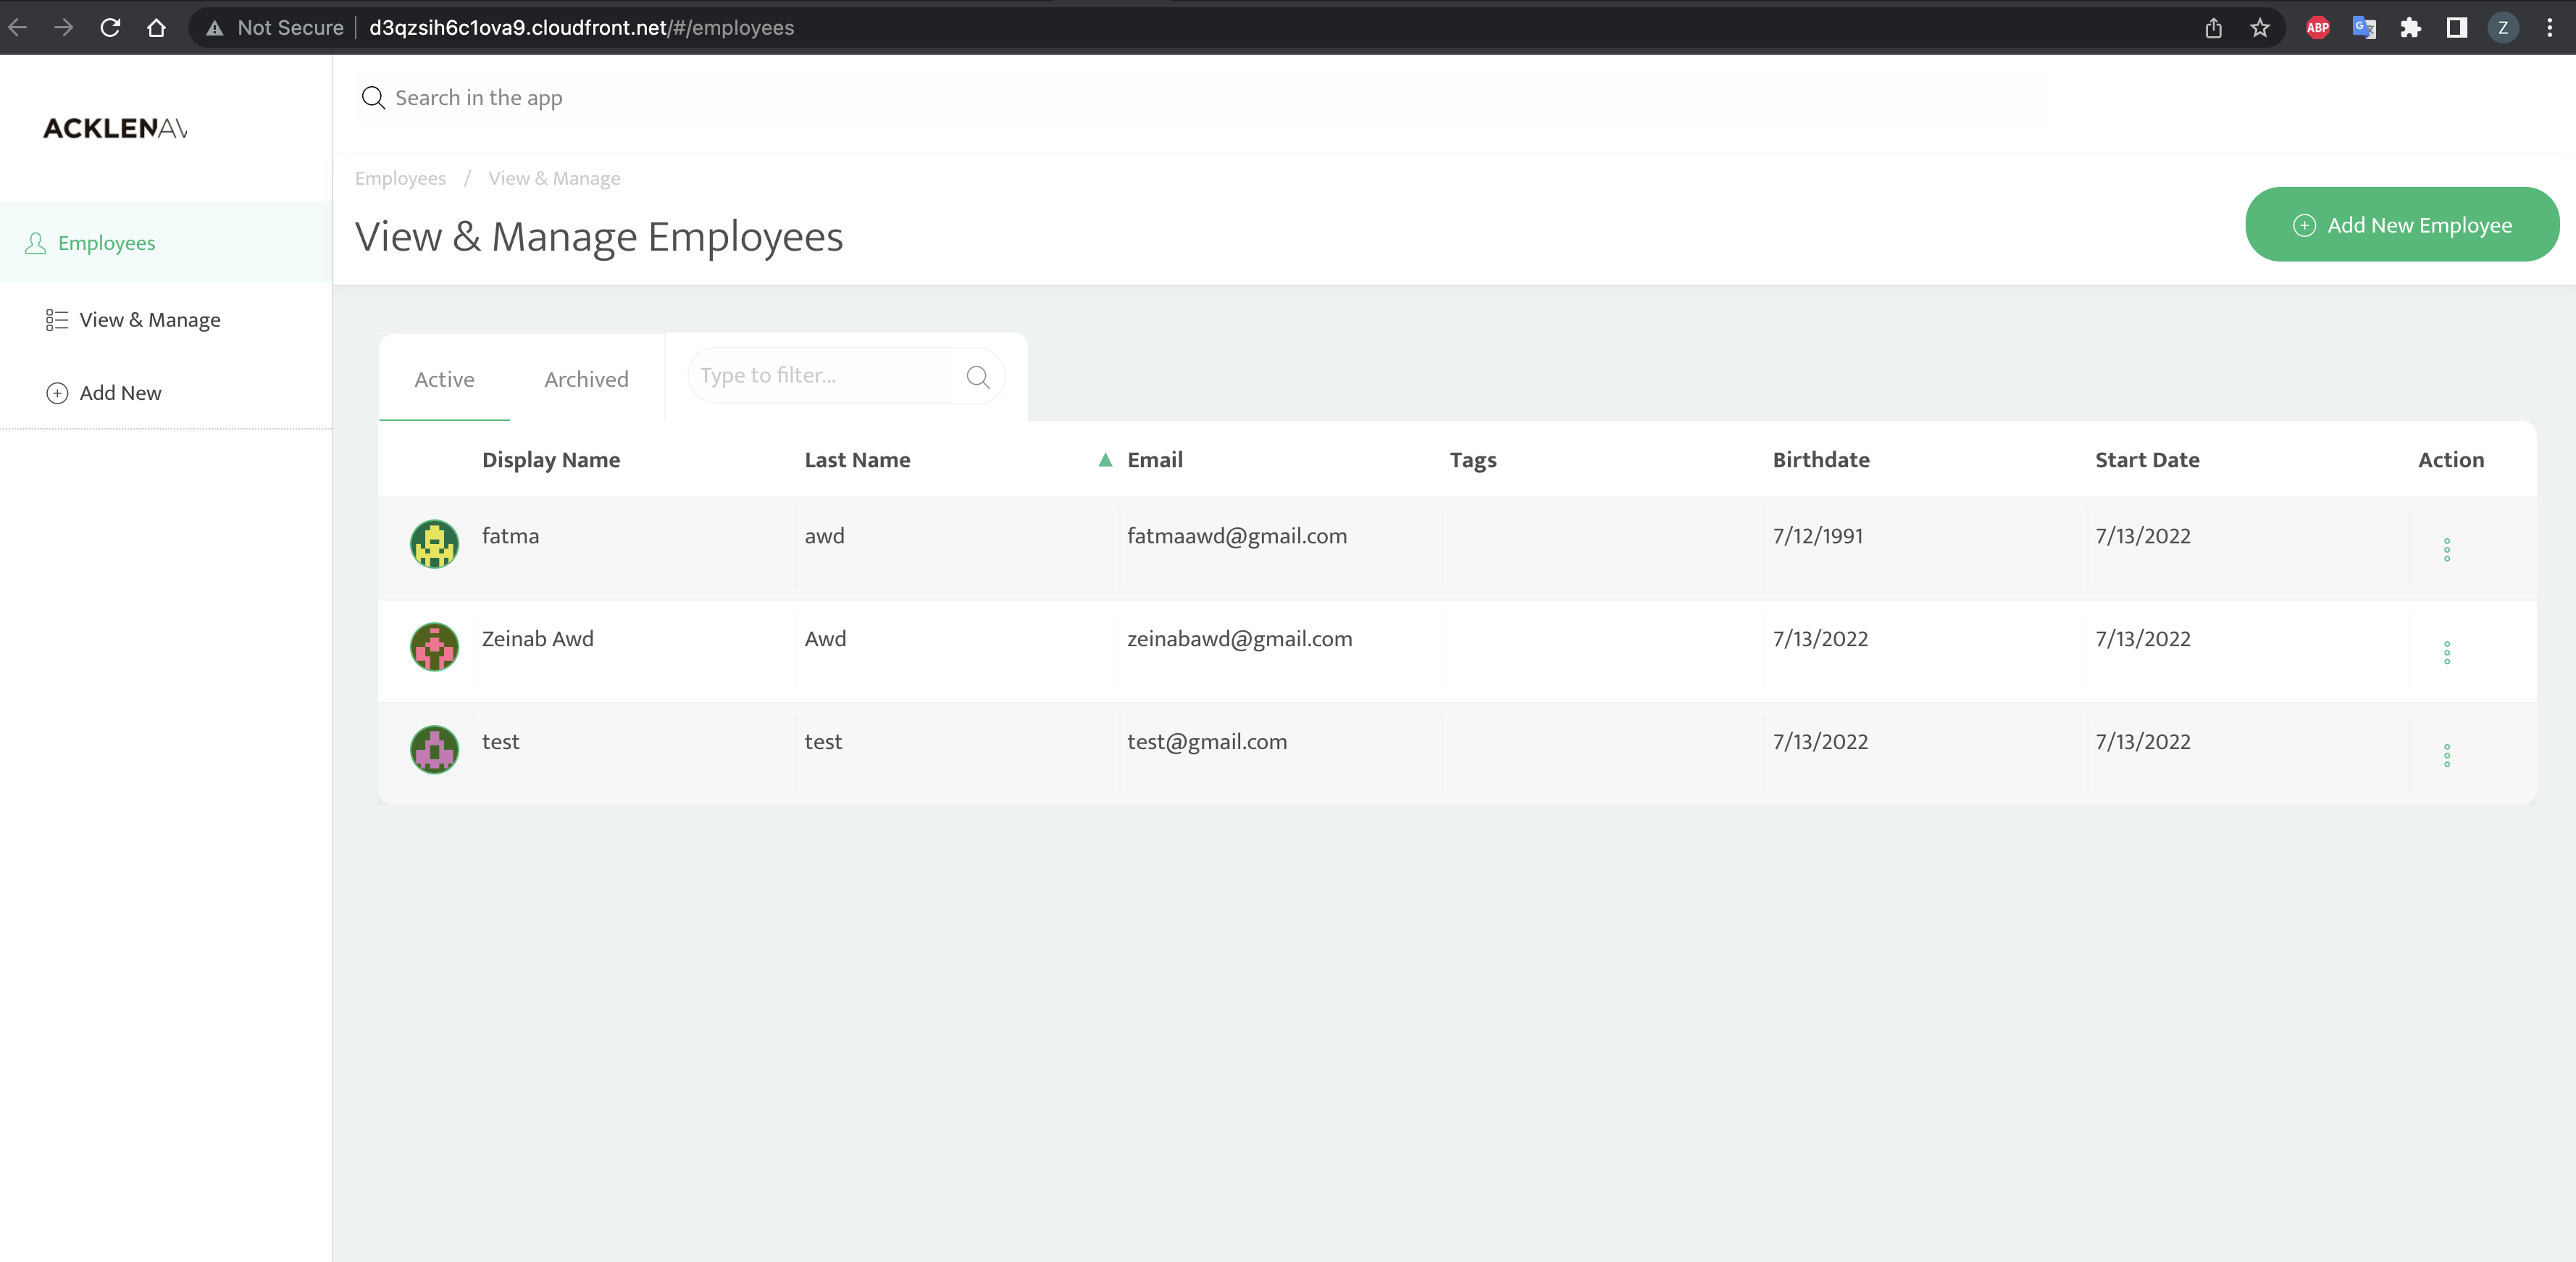 Not Secure d3qzsih6c1ova9.cloudfront.net/#/employees ABP G Z
ACKLENAV
Search in the app
Employees / View & Manage
View & Manage Employees
Add New Employee
Employees
View & Manage
Add New
Active Archived Type to filter...
Display Name Last Name ▲ Email Tags Birthdate Start Date Action
fatma awd fatmaawd@gmail.com 7/12/1991 7/13/2022
Zeinab Awd Awd zeinabawd@gmail.com 7/13/2022 7/13/2022
test test test@gmail.com 7/13/2022 7/13/2022